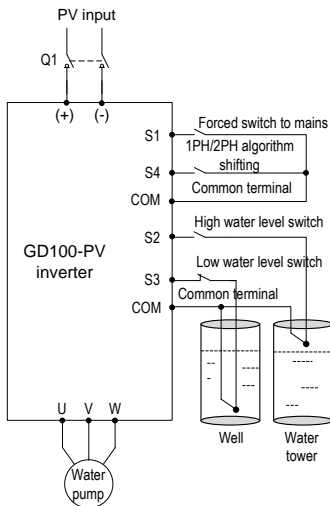 PV input
Q1
(+)
(-)
S1
Forced switch to mains
1PH/2PH algorithm
shifting
S4
Common terminal
COM
S2
High water level switch
GD100-PV
inverter
S3
Low water level switch
Common terminal
COM
U
V
W
Water
pump
Well
Water
tower